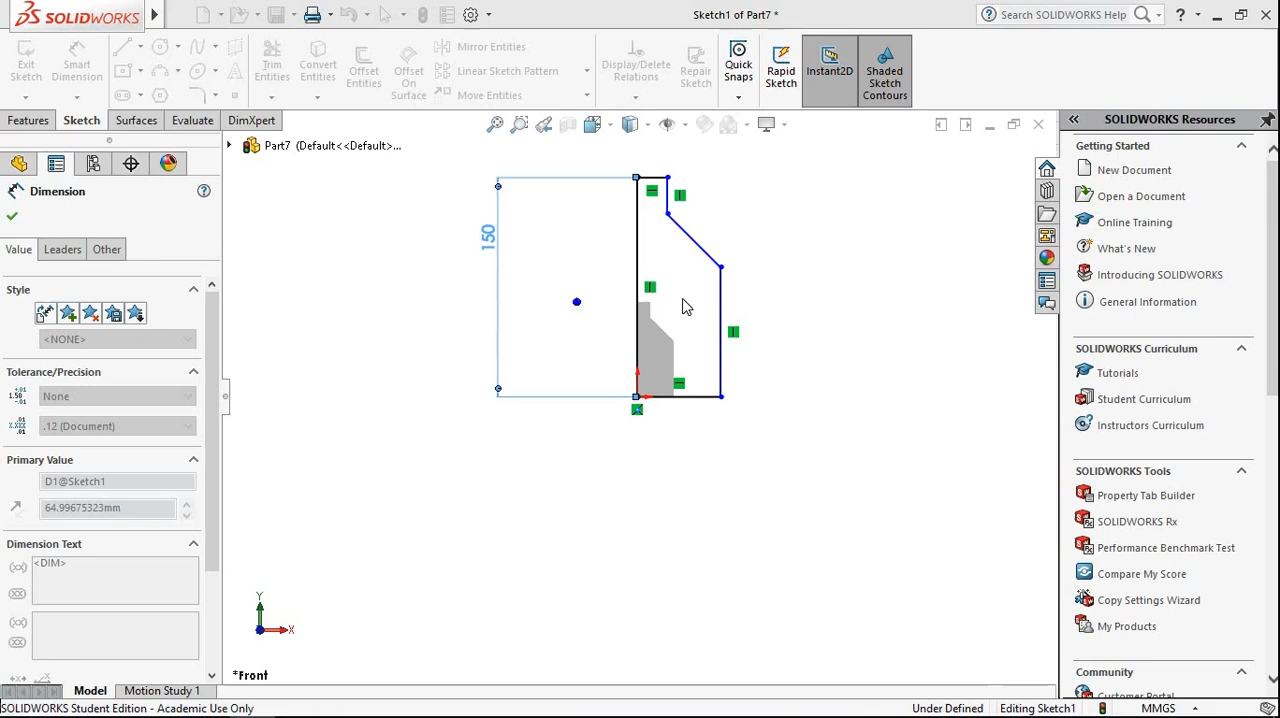 SOLIDWORKS
Sketch1 of Part7 *
Search SOLIDWORKS Help
?
Exit Sketch
Smart Dimension
Trim Entities
Convert Entities
Offset Entities
Offset On Surface
Mirror Entities
Linear Sketch Pattern
Move Entities
Display/Delete Relations
Repair Sketch
Quick Snaps
Rapid Sketch
Instant2D
Shaded Sketch Contours
Features
Sketch
Surfaces
Evaluate
DimXpert
Part7 (Default<<Default>...
Dimension
Value
Leaders
Other
Style
<NONE>
Tolerance/Precision
None
.12 (Document)
Primary Value
D1@Sketch1
64.99675323mm
Dimension Text
<DIM>
150
Y
X
*Front
SOLIDWORKS Resources
Getting Started
New Document
Open a Document
Online Training
What's New
Introducing SOLIDWORKS
General Information
SOLIDWORKS Curriculum
Tutorials
Student Curriculum
Instructors Curriculum
SOLIDWORKS Tools
Property Tab Builder
SOLIDWORKS Rx
Performance Benchmark Test
Compare My Score
Copy Settings Wizard
My Products
Community
Customer Portal
Model
Motion Study 1
SOLIDWORKS Student Edition - Academic Use Only
Under Defined
Editing Sketch1
MMGS